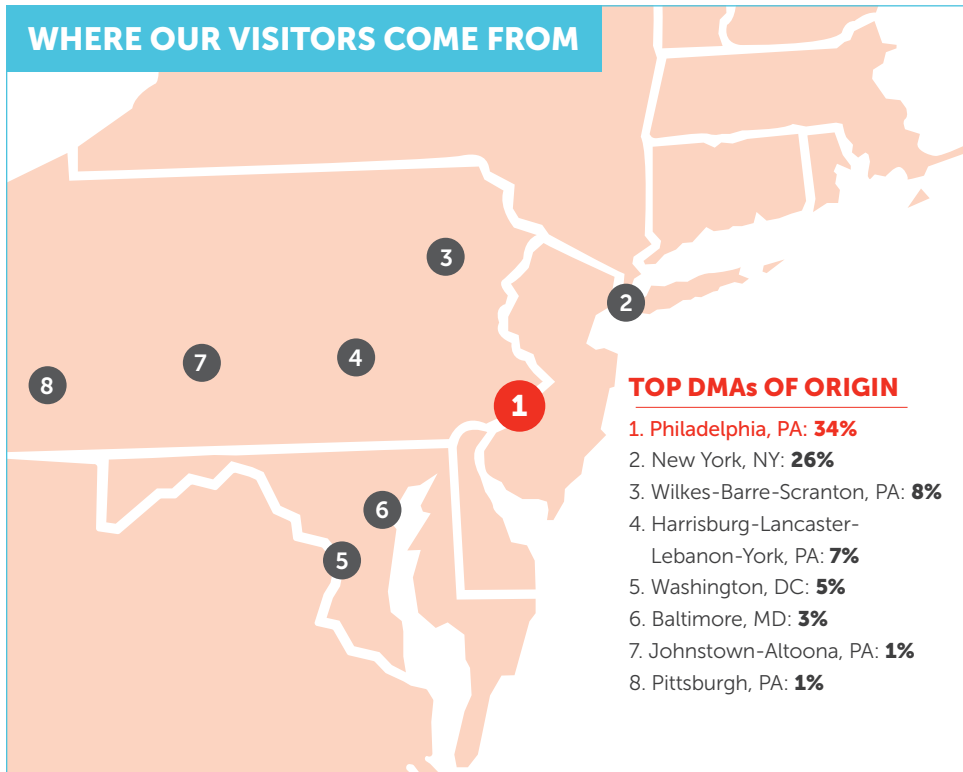 WHERE OUR VISITORS COME FROM
3
2
4
7
8
1
6
5
TOP DMAs OF ORIGIN
1. Philadelphia, PA: 34%
2. New York, NY: 26%
3. Wilkes-Barre-Scranton, PA: 8%
4. Harrisburg-Lancaster-
Lebanon-York, PA: 7%
5. Washington, DC: 5%
6. Baltimore, MD: 3%
7. Johnstown-Altoona, PA: 1%
8. Pittsburgh, PA: 1%